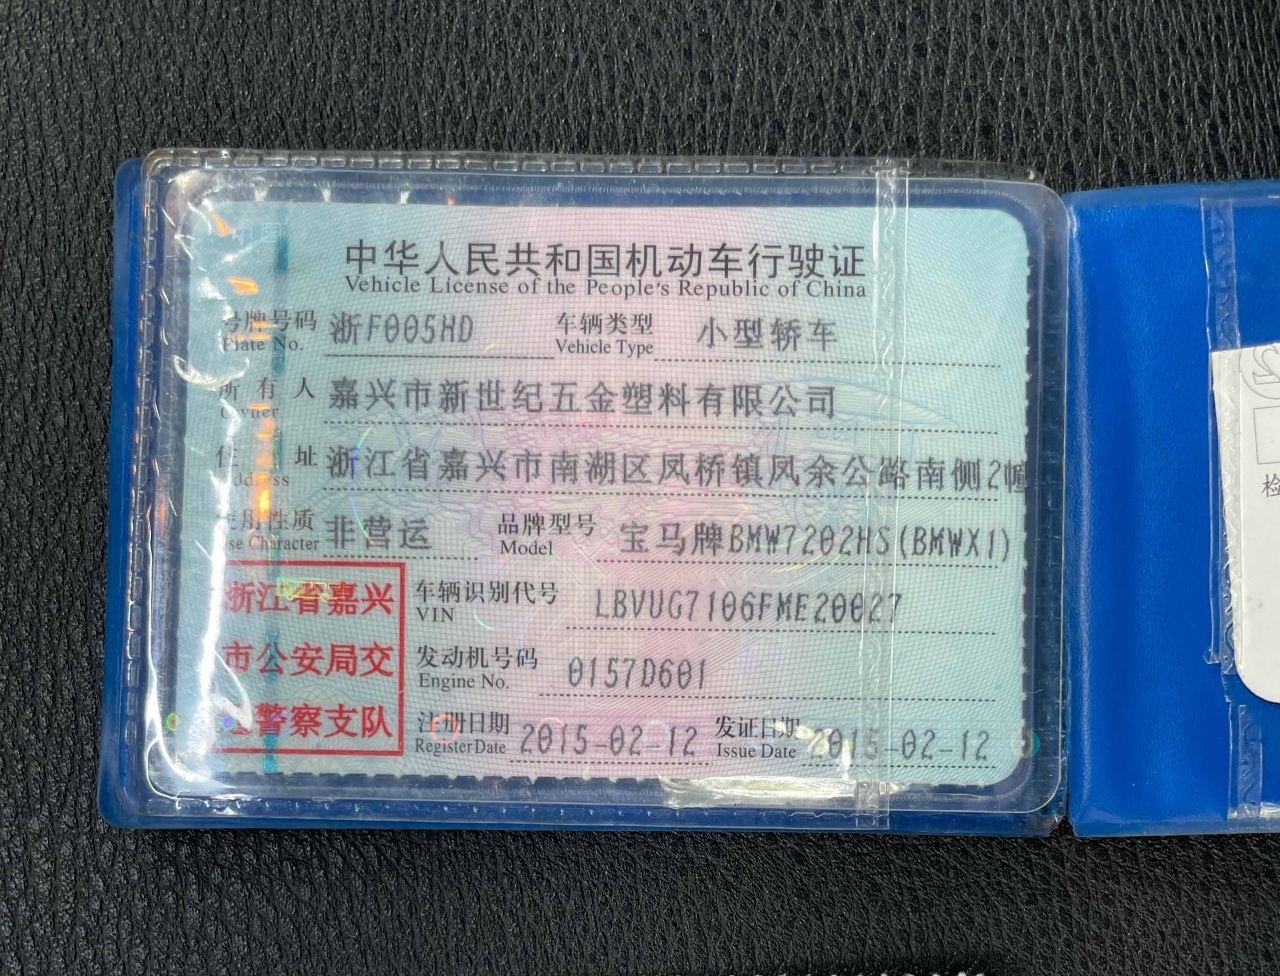 中华人民共和国机动车行驶证
Vehicle License of the People's Republic of China
号牌号码 浙F005HD 车辆类型 小型轿车
Plate No. Vehicle Type
所有人 嘉兴市新世纪五金塑料有限公司
Owner
住址 浙江省嘉兴市南湖区凤桥镇凤余公路南侧2幢
Address
使用性质 非营运 品牌型号 宝马牌BMW7202HS(BMWX1)
Use Character Model
浙江省嘉兴
市公安局交
通警察支队
车辆识别代号 LBVUG7106FME20027
VIN
发动机号码 0157D601
Engine No.
注册日期 2015-02-12 发证日期 2015-02-12
Register Date Issue Date
检